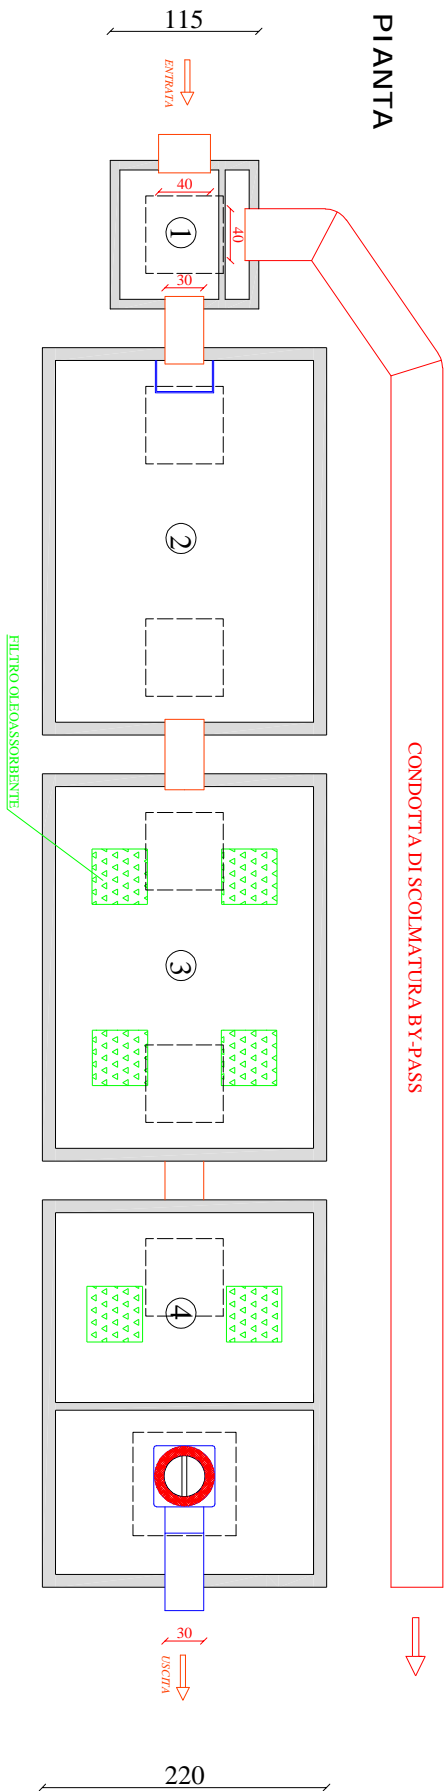 PIANTA
115
ENTRATA
40
1
40
30
2
CONDOTTA DI SCOLMATURA BY-PASS
FILTRO OLEOASSORBENTE
3
4
30
USCITA
220